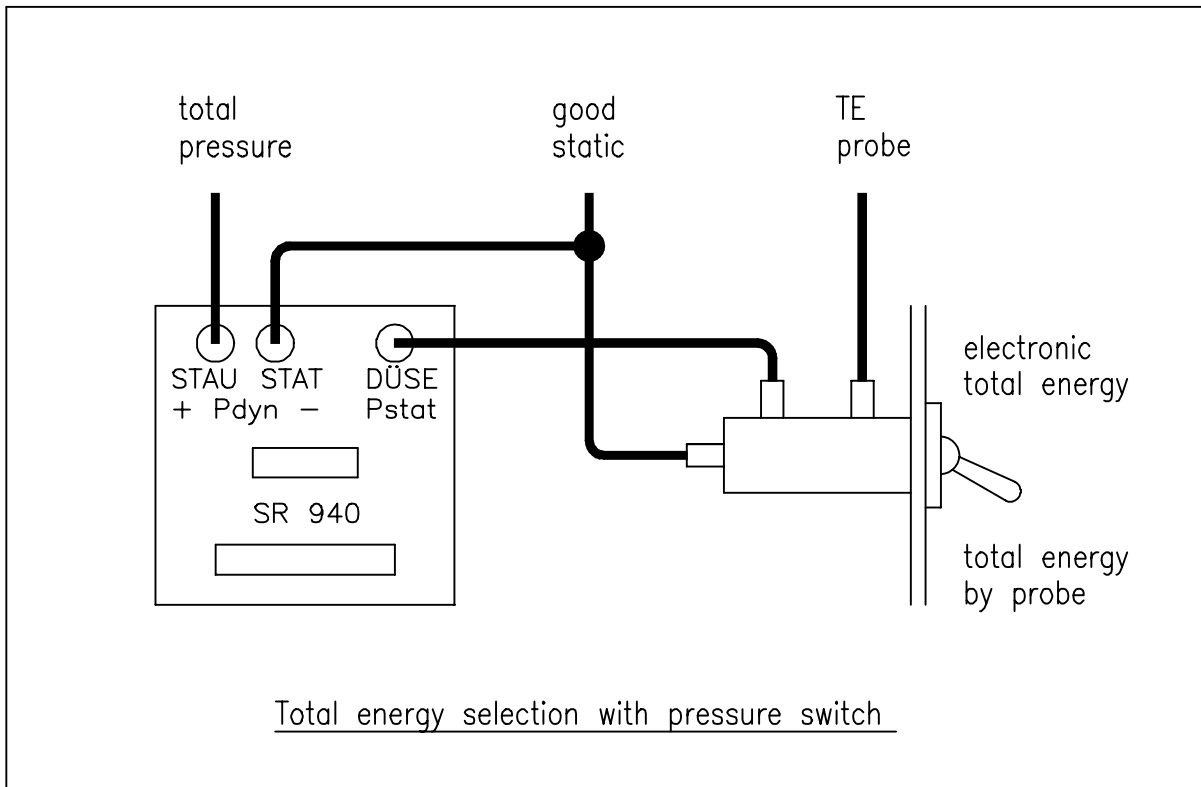 total
pressure
good
static
TE
probe
STAU STAT DÜSE
+ Pdyn - Pstat
SR 940
electronic
total energy
total energy
by probe
Total energy selection with pressure switch